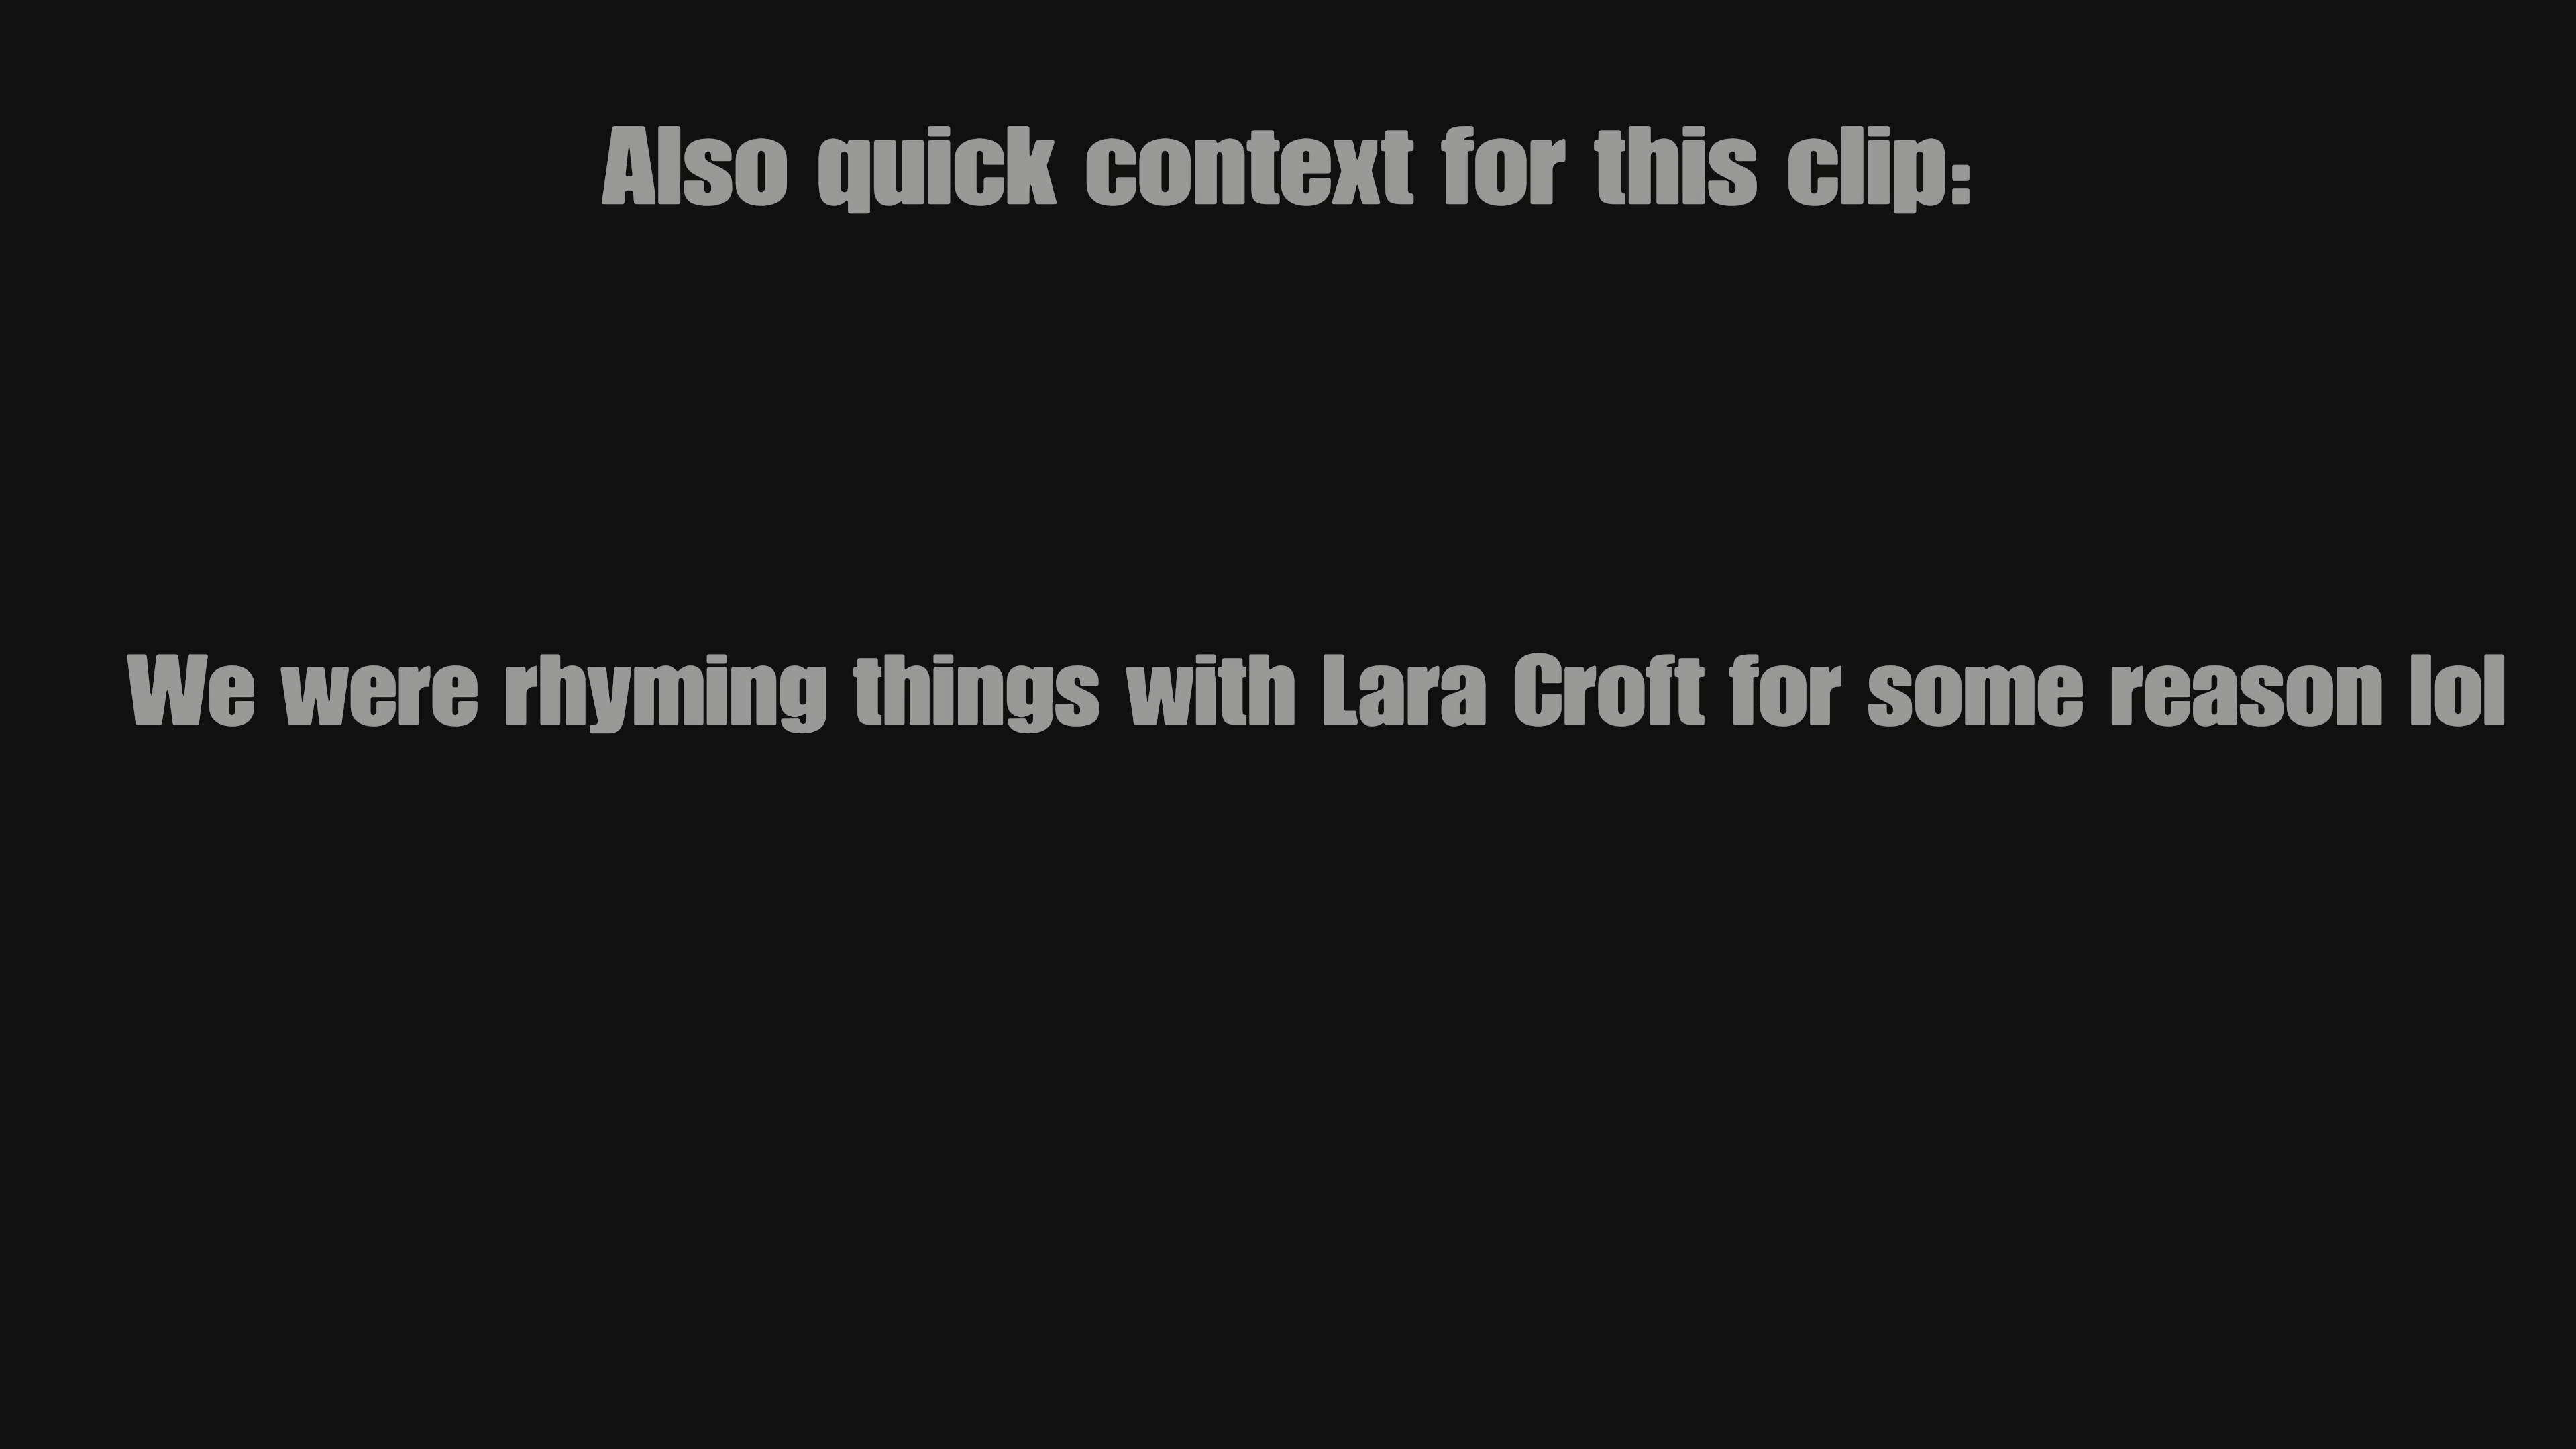 Also quick context for this clip:
We were rhyming things with Lara Croft for some reason lol